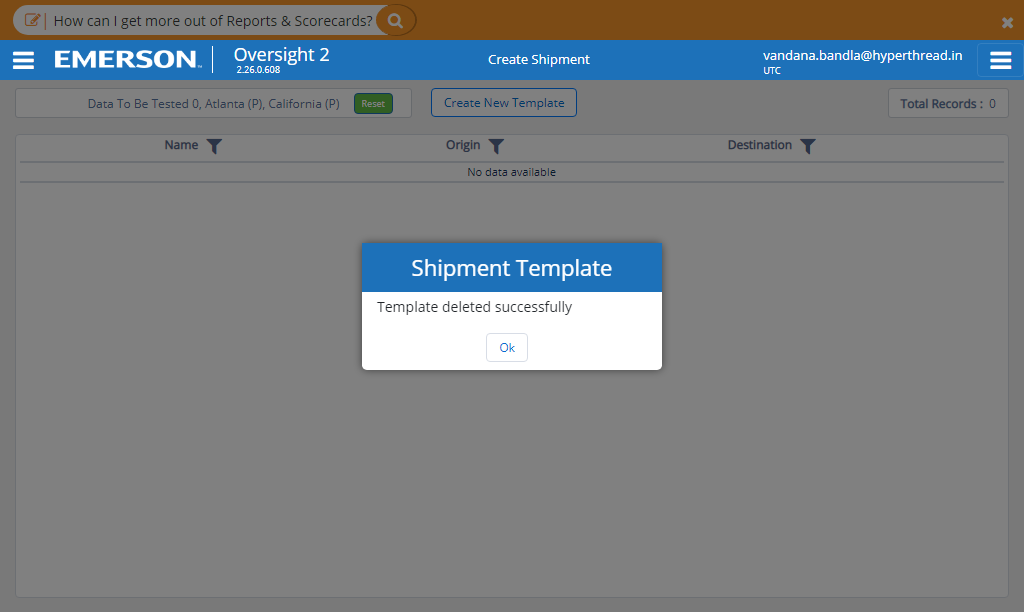 How can I get more out of Reports & Scorecards?
EMERSON
Oversight 2
2.26.0.608
Create Shipment
vandana.bandla@hyperthread.in
UTC
Data To Be Tested 0, Atlanta (P), California (P)
Reset
Create New Template
Total Records : 0
Name
Origin
Destination
No data available
Shipment Template
Template deleted successfully
Ok